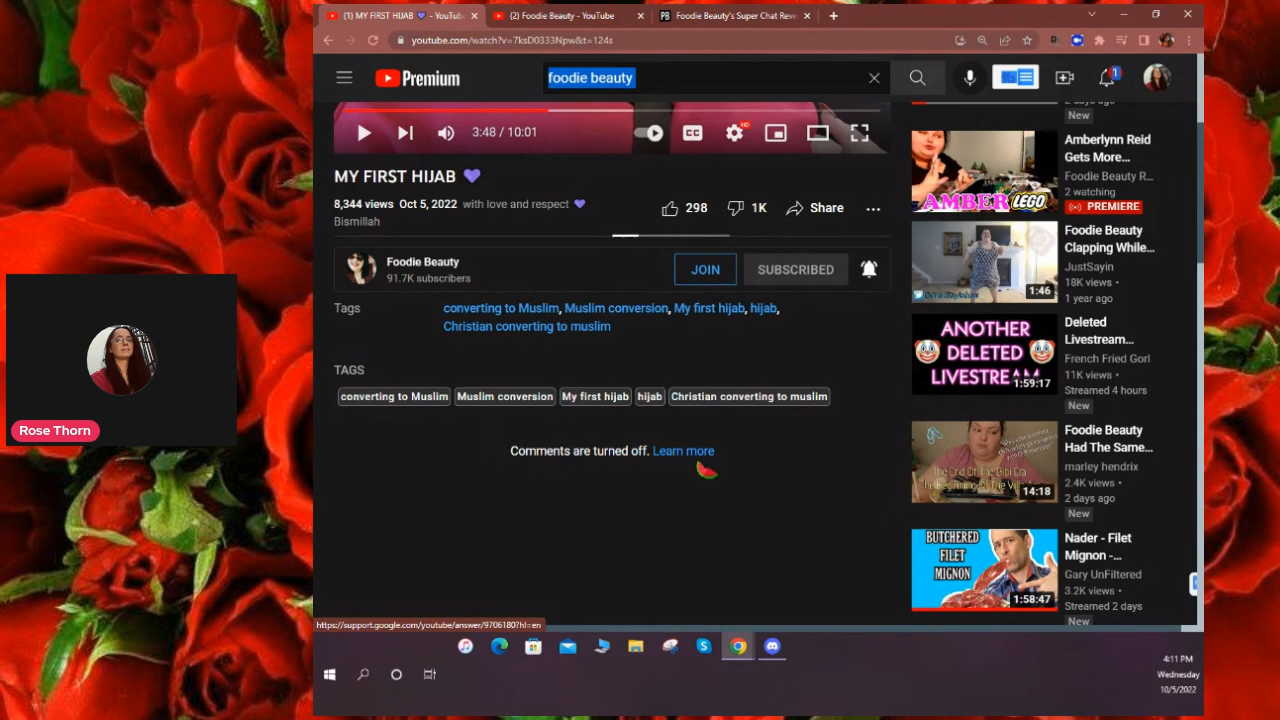 (1) MY FIRST HIJAB 💜 - YouTub
(2) Foodie Beauty - YouTube
PB Foodie Beauty's Super Chat Reve
youtube.com/watch?v=7ksD0333Npw&t=124s
Premium
foodie beauty
1
3:48 / 10:01
CC
HD
MY FIRST HIJAB 💜
8,344 views Oct 5, 2022 with love and respect 💜
Bismillah
298
1K
Share
Foodie Beauty
91.7K subscribers
JOIN
SUBSCRIBED
Tags
converting to Muslim, Muslim conversion, My first hijab, hijab,
Christian converting to muslim
TAGS
converting to Muslim
Muslim conversion
My first hijab
hijab
Christian converting to muslim
Comments are turned off. Learn more
Rose Thorn
2 days ago
New
AMBER LEGO
Amberlynn Reid
Gets More...
Foodie Beauty R...
2 watching
PREMIERE
1:46
Foodie Beauty
Clapping While...
JustSayin
18K views •
1 year ago
ANOTHER
DELETED
LIVESTREAM
1:59:17
Deleted
Livestream...
French Fried Gorl
11K views •
Streamed 4 hours
New
14:18
Foodie Beauty
Had The Same...
marley hendrix
2.4K views •
2 days ago
New
BUTCHERED
FILET
MIGNON
1:58:47
Nader - Filet
Mignon -...
Gary UnFiltered
3.2K views •
Streamed 2 days
New
https://support.google.com/youtube/answer/9706180?hl=en
4:11 PM
Wednesday
10/5/2022